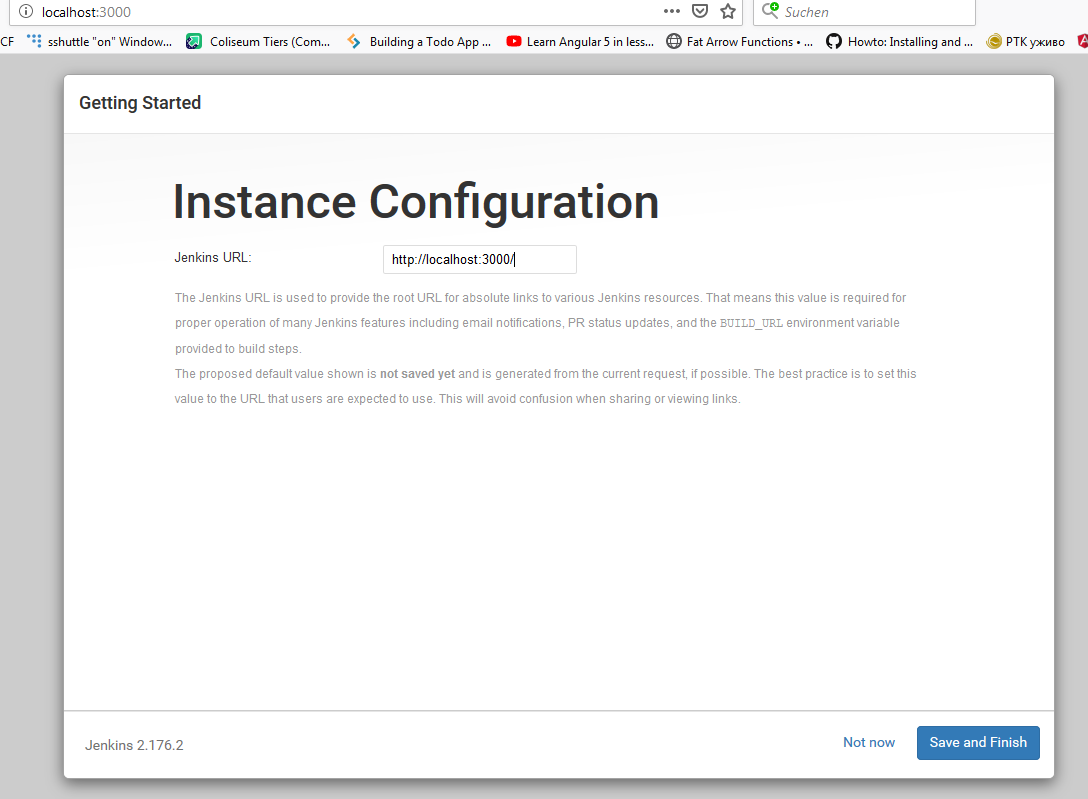 localhost:3000
Suchen
CF
sshuttle "on" Window...
Coliseum Tiers (Com...
Building a Todo App ...
Learn Angular 5 in less...
Fat Arrow Functions • ...
Howto: Installing and ...
РТК уживо
Getting Started
Instance Configuration
Jenkins URL:
http://localhost:3000/
The Jenkins URL is used to provide the root URL for absolute links to various Jenkins resources. That means this value is required for
proper operation of many Jenkins features including email notifications, PR status updates, and the BUILD_URL environment variable
provided to build steps.
The proposed default value shown is not saved yet and is generated from the current request, if possible. The best practice is to set this
value to the URL that users are expected to use. This will avoid confusion when sharing or viewing links.
Jenkins 2.176.2
Not now
Save and Finish